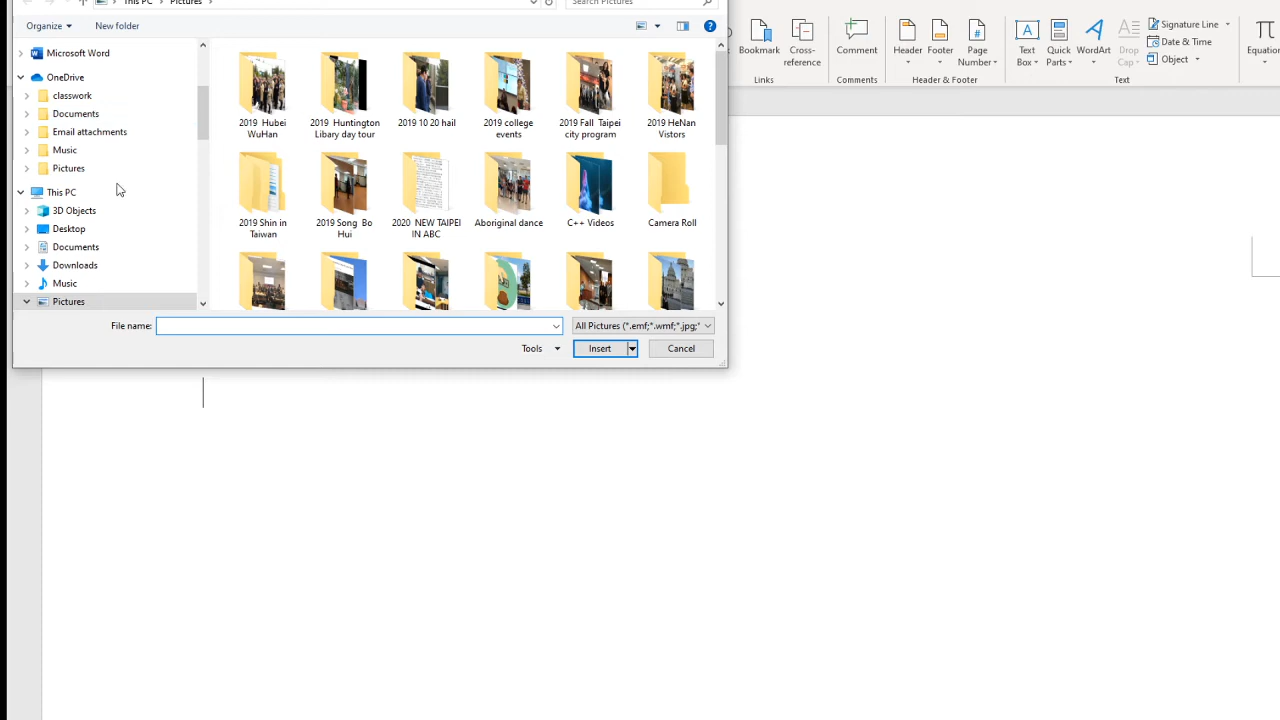 This PC > Pictures >
Search Pictures
Organize
New folder
Microsoft Word
OneDrive
classwork
Documents
Email attachments
Music
Pictures
This PC
3D Objects
Desktop
Documents
Downloads
Music
Pictures
2019 Hubei WuHan
2019 Huntington Libary day tour
2019 10 20 hail
2019 college events
2019 Fall Taipei city program
2019 HeNan Vistors
2019 Shin in Taiwan
2019 Song Bo Hui
2020 NEW TAIPEI IN ABC
Aboriginal dance
C++ Videos
Camera Roll
File name:
All Pictures (*.emf;*.wmf;*.jpg;*
Tools
Insert
Cancel
Bookmark
Cross-
reference
Links
Comment
Comments
Header
Footer
Page
Number
Header & Footer
Text
Box
Quick
Parts
WordArt
Drop
Cap
Signature Line
Date & Time
Object
Text
Equation